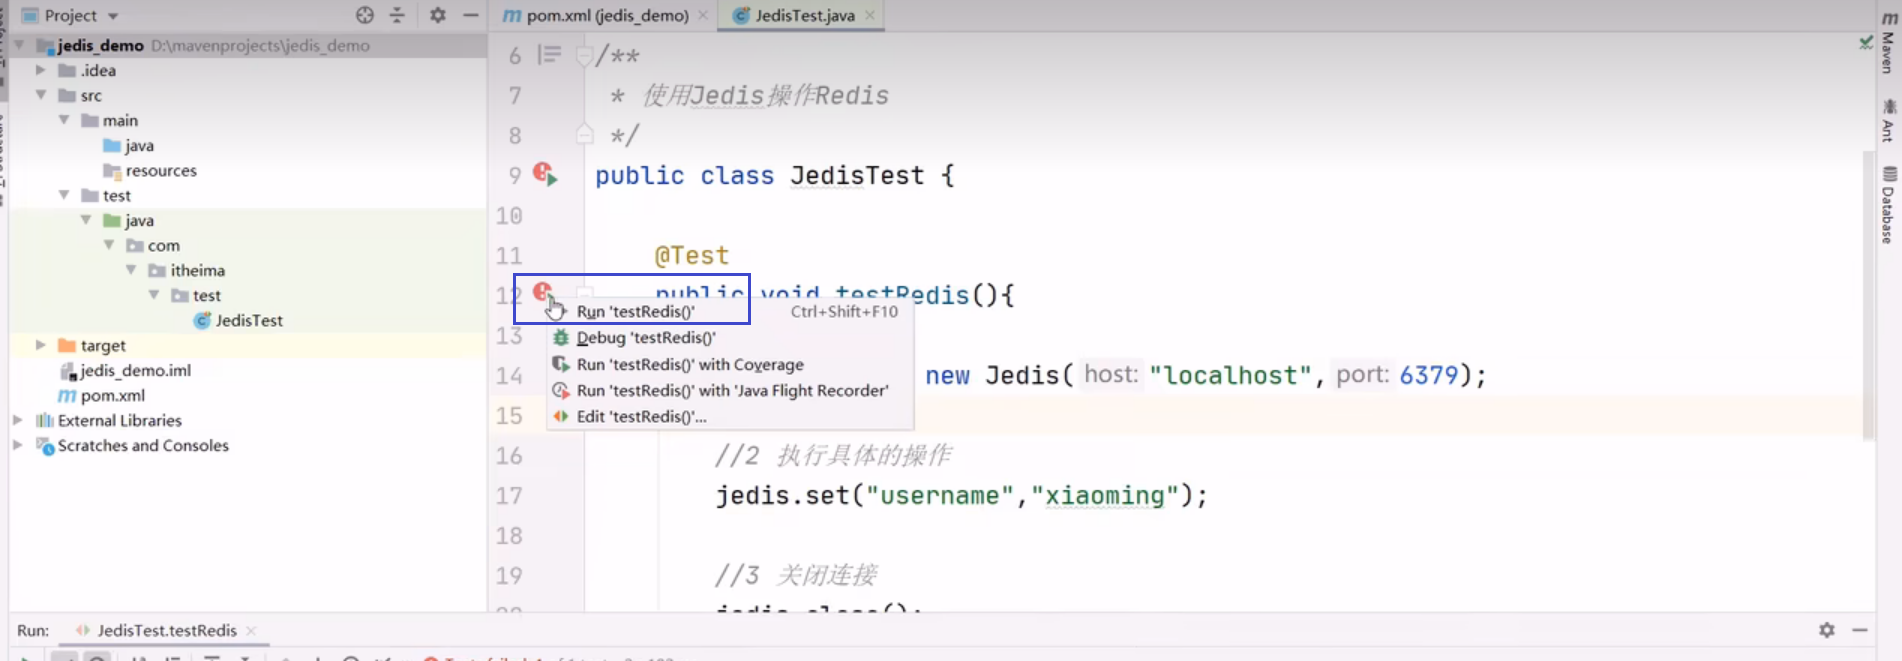 Project
jedis_demo D:\mavenprojects\jedis_demo
.idea
src
main
java
resources
test
java
com
itheima
test
JedisTest
target
jedis_demo.iml
pom.xml
External Libraries
Scratches and Consoles
pom.xml (jedis_demo)
JedisTest.java
6 /**
7 * 使用Jedis操作Redis
8 */
9 public class JedisTest {
10
11 @Test
12 public void testRedis(){
Run 'testRedis()' Ctrl+Shift+F10
13 Debug 'testRedis()'
Run 'testRedis()' with Coverage
14 new Jedis( host: "localhost", port: 6379);
Run 'testRedis()' with 'Java Flight Recorder'
15 Edit 'testRedis()'...
16 //2 执行具体的操作
17 jedis.set("username","xiaoming");
18
19 //3 关闭连接
jedis.close();
Maven
Ant
Database
Run: JedisTest.testRedis